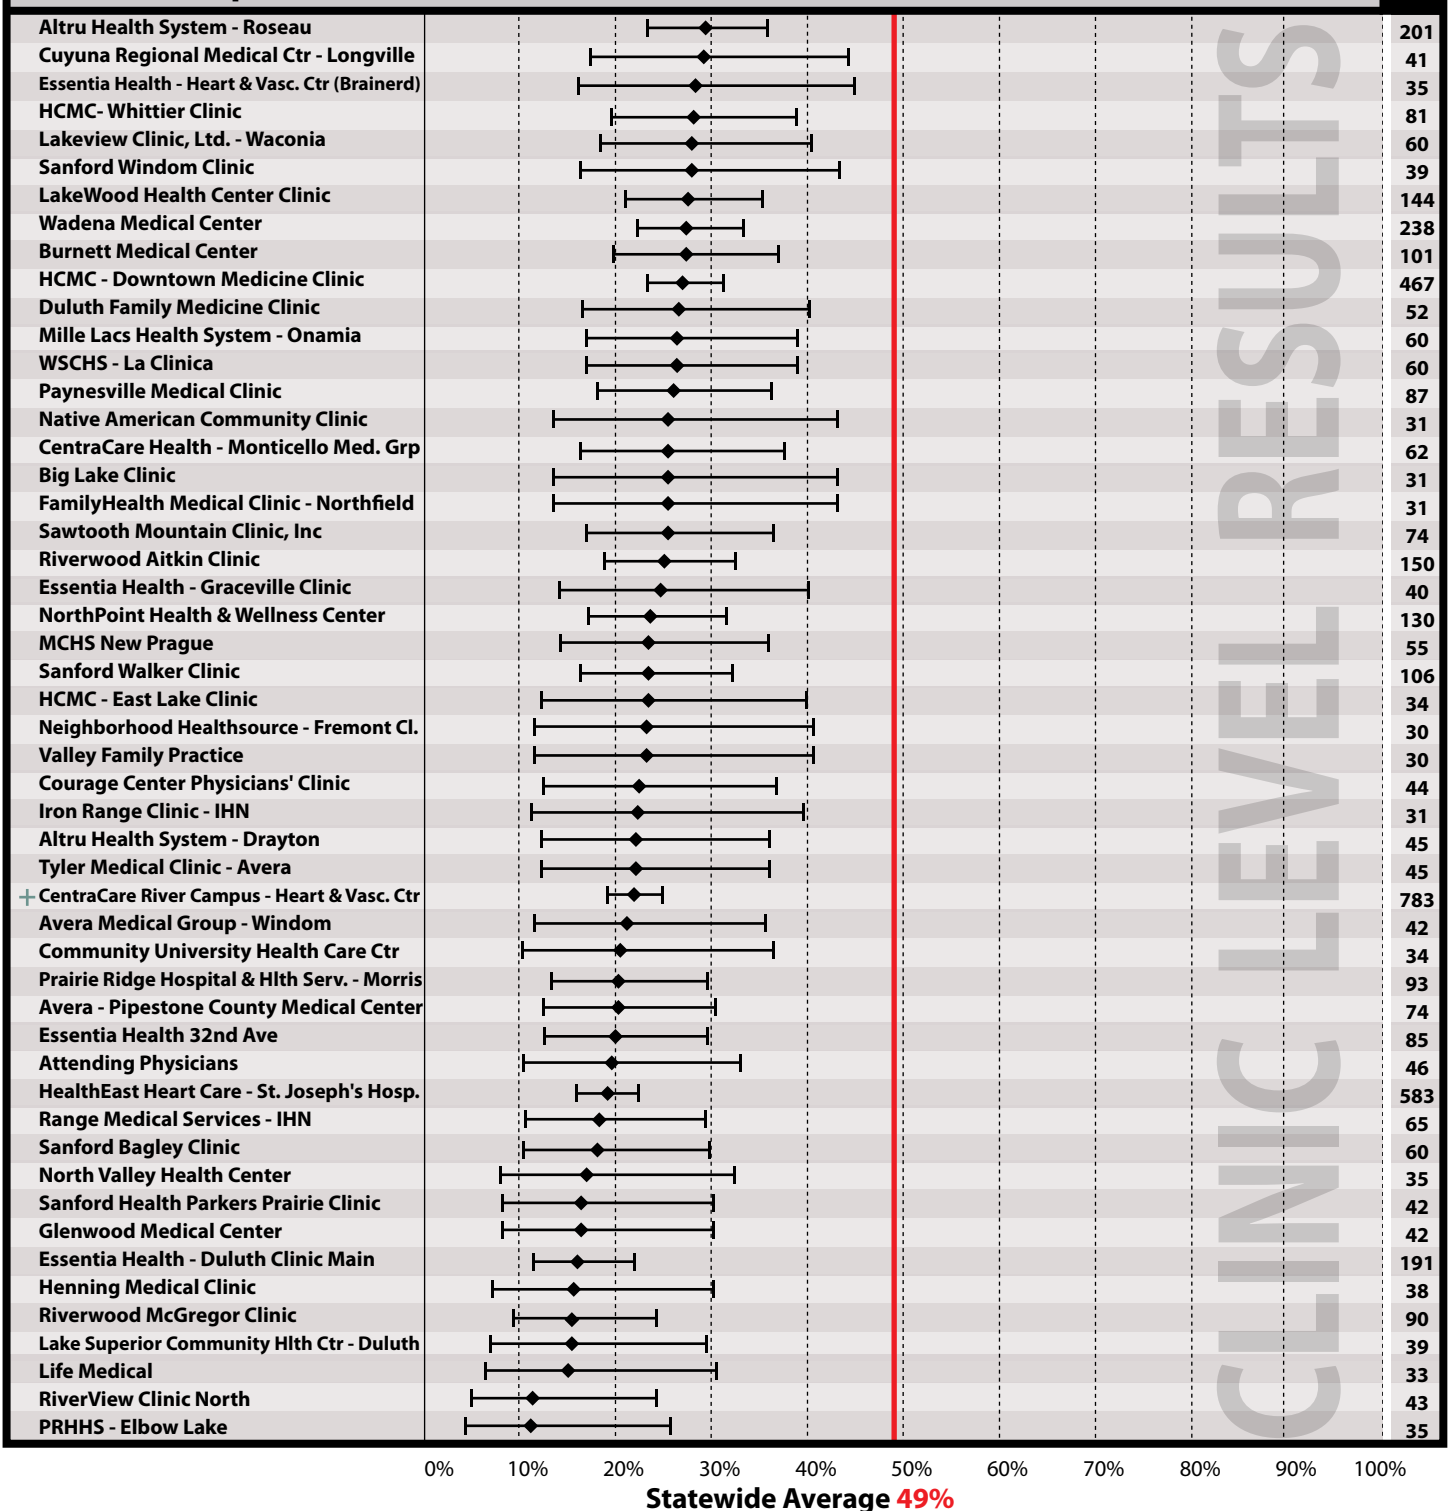 Altru Health System - Roseau 201
Cuyuna Regional Medical Ctr - Longville 41
Essentia Health - Heart & Vasc. Ctr (Brainerd) 35
HCMC- Whittier Clinic 81
Lakeview Clinic, Ltd. - Waconia 60
Sanford Windom Clinic 39
LakeWood Health Center Clinic 144
Wadena Medical Center 238
Burnett Medical Center 101
HCMC - Downtown Medicine Clinic 467
Duluth Family Medicine Clinic 52
Mille Lacs Health System - Onamia 60
WSCHS - La Clinica 60
Paynesville Medical Clinic 87
Native American Community Clinic 31
CentraCare Health - Monticello Med. Grp 62
Big Lake Clinic 31
FamilyHealth Medical Clinic - Northfield 31
Sawtooth Mountain Clinic, Inc 74
Riverwood Aitkin Clinic 150
Essentia Health - Graceville Clinic 40
NorthPoint Health & Wellness Center 130
MCHS New Prague 55
Sanford Walker Clinic 106
HCMC - East Lake Clinic 34
Neighborhood Healthsource - Fremont Cl. 30
Valley Family Practice 30
Courage Center Physicians' Clinic 44
Iron Range Clinic - IHN 31
Altru Health System - Drayton 45
Tyler Medical Clinic - Avera 45
+ CentraCare River Campus - Heart & Vasc. Ctr 783
Avera Medical Group - Windom 42
Community University Health Care Ctr 34
Prairie Ridge Hospital & Hlth Serv. - Morris 93
Avera - Pipestone County Medical Center 74
Essentia Health 32nd Ave 85
Attending Physicians 46
HealthEast Heart Care - St. Joseph's Hosp. 583
Range Medical Services - IHN 65
Sanford Bagley Clinic 60
North Valley Health Center 35
Sanford Health Parkers Prairie Clinic 42
Glenwood Medical Center 42
Essentia Health - Duluth Clinic Main 191
Henning Medical Clinic 38
Riverwood McGregor Clinic 90
Lake Superior Community Hlth Ctr - Duluth 39
Life Medical 33
RiverView Clinic North 43
PRHHS - Elbow Lake 35
CLINIC LEVEL RESULTS
0% 10% 20% 30% 40% 50% 60% 70% 80% 90% 100%
Statewide Average 49%